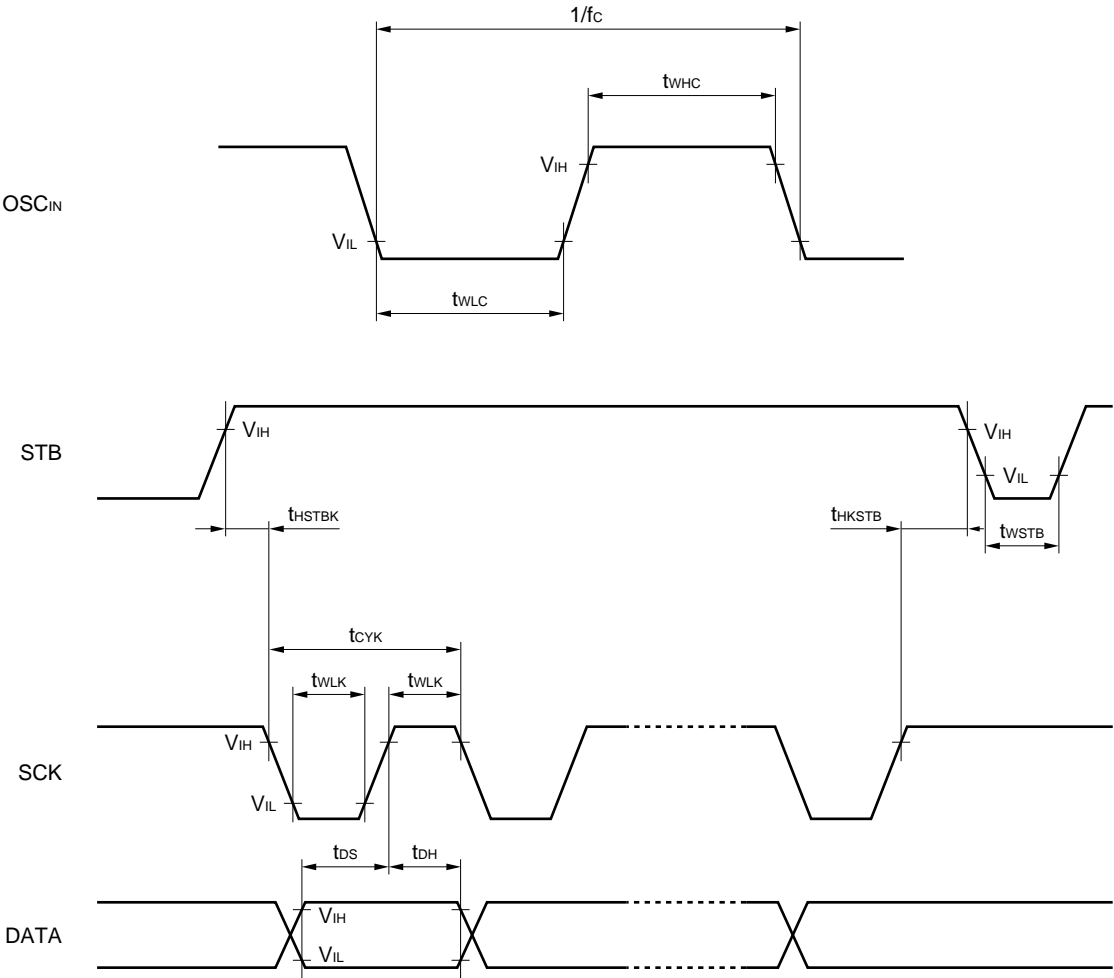 1/fC
tWHC
VIH
OSCIN
VIL
tWLC
VIH
VIH
STB
VIL
tHSTBK
tHKSTB
tWSTB
tCYK
tWLK
tWLK
VIH
SCK
VIL
tDS
tDH
VIH
DATA
VIL